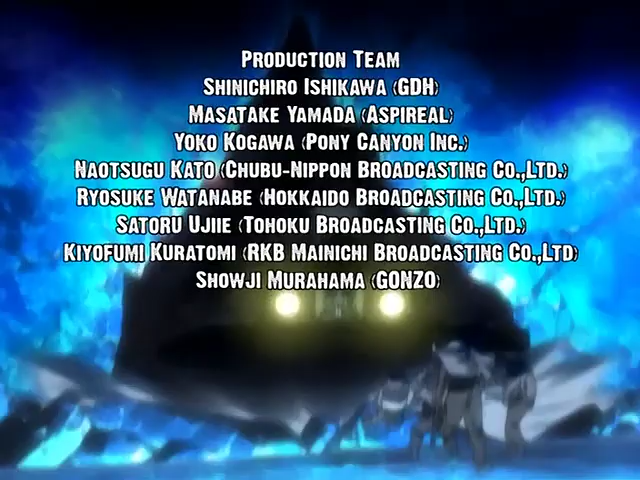 Production Team
Shinichiro Ishikawa (GDH)
Masatake Yamada (Aspireal)
Yoko Kogawa (Pony Canyon Inc.)
Naotsugu Kato (Chubu-Nippon Broadcasting Co.,Ltd.)
Ryosuke Watanabe (Hokkaido Broadcasting Co.,Ltd.)
Satoru Ujiie (Tohoku Broadcasting Co.,Ltd.)
Kiyofumi Kuratomi (RKB Mainichi Broadcasting Co.,Ltd)
Showji Murahama (GONZO)